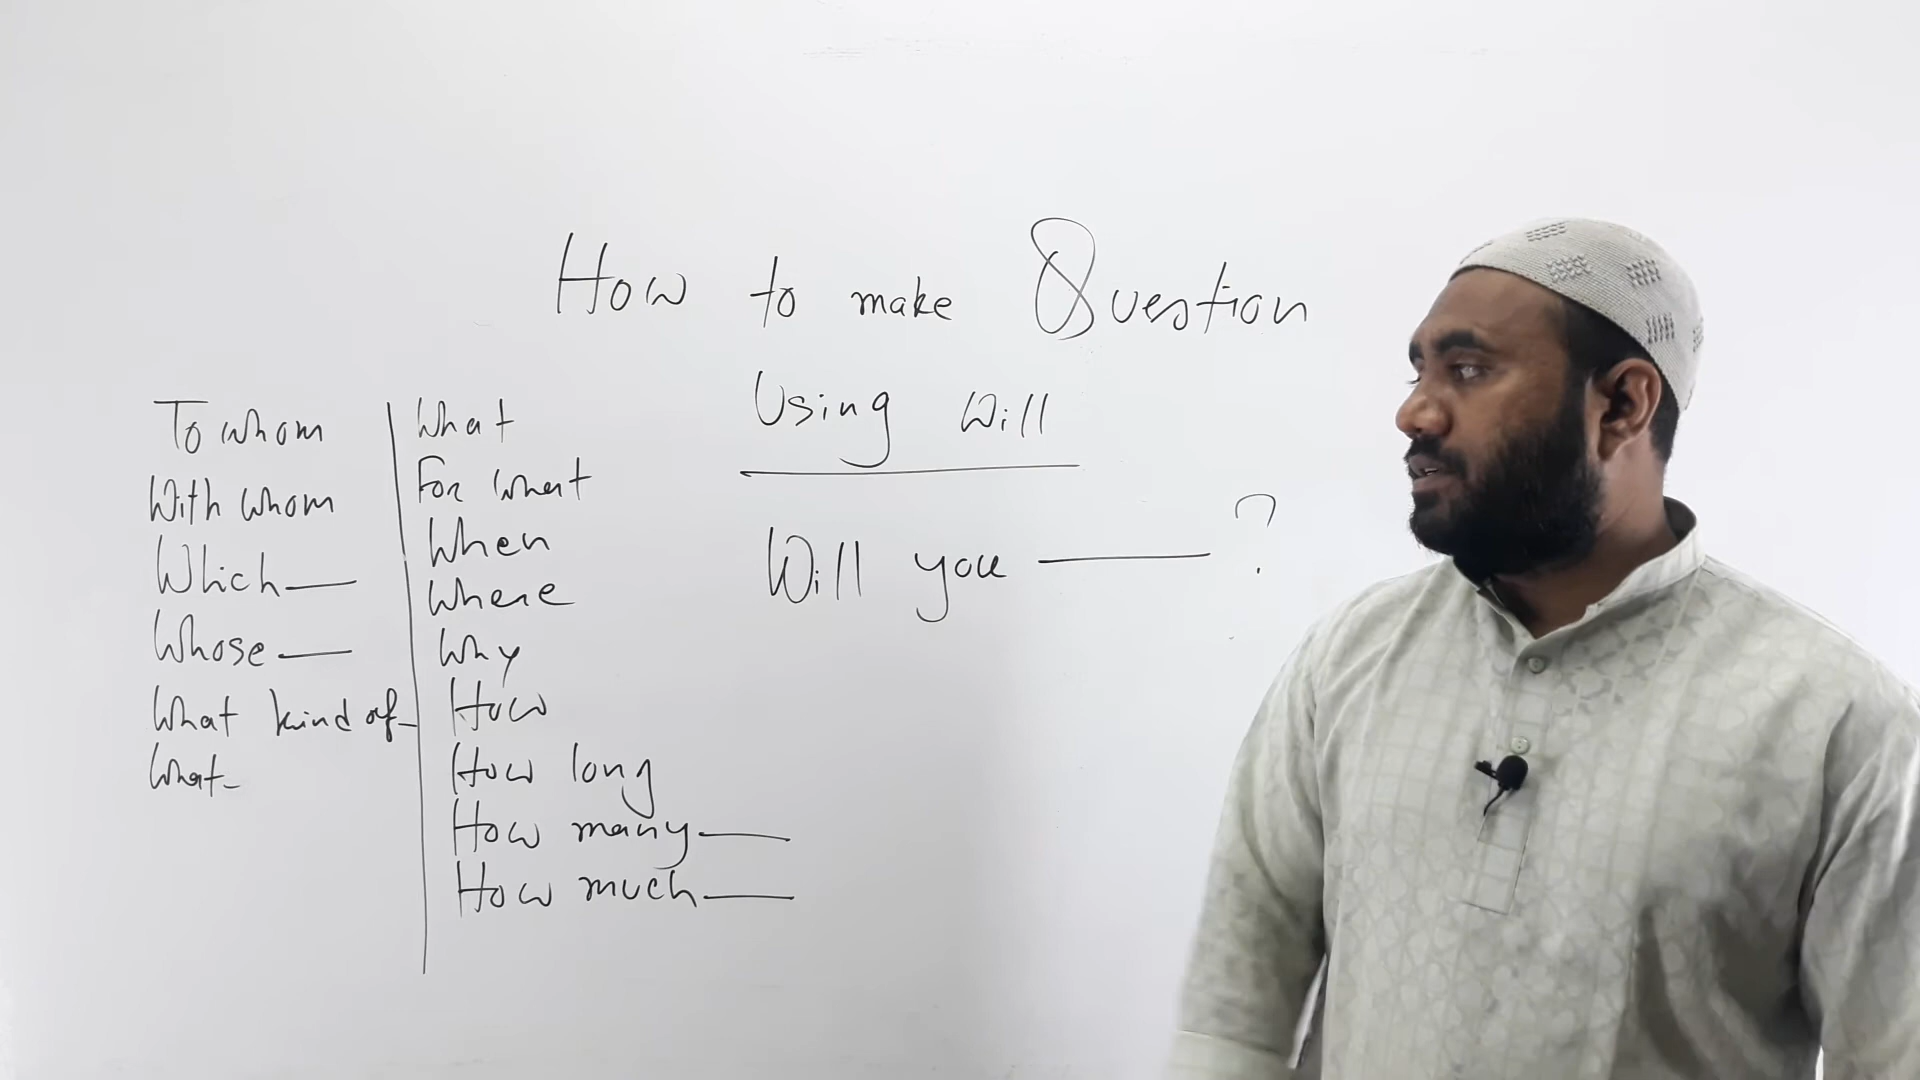 How to make Question
Using Will
Will you ——— ?
To whom
With whom
Which ——
Whose ——
What kind of -
What -
What
For what
When
Where
Why
How
How long
How many ——
How much ——